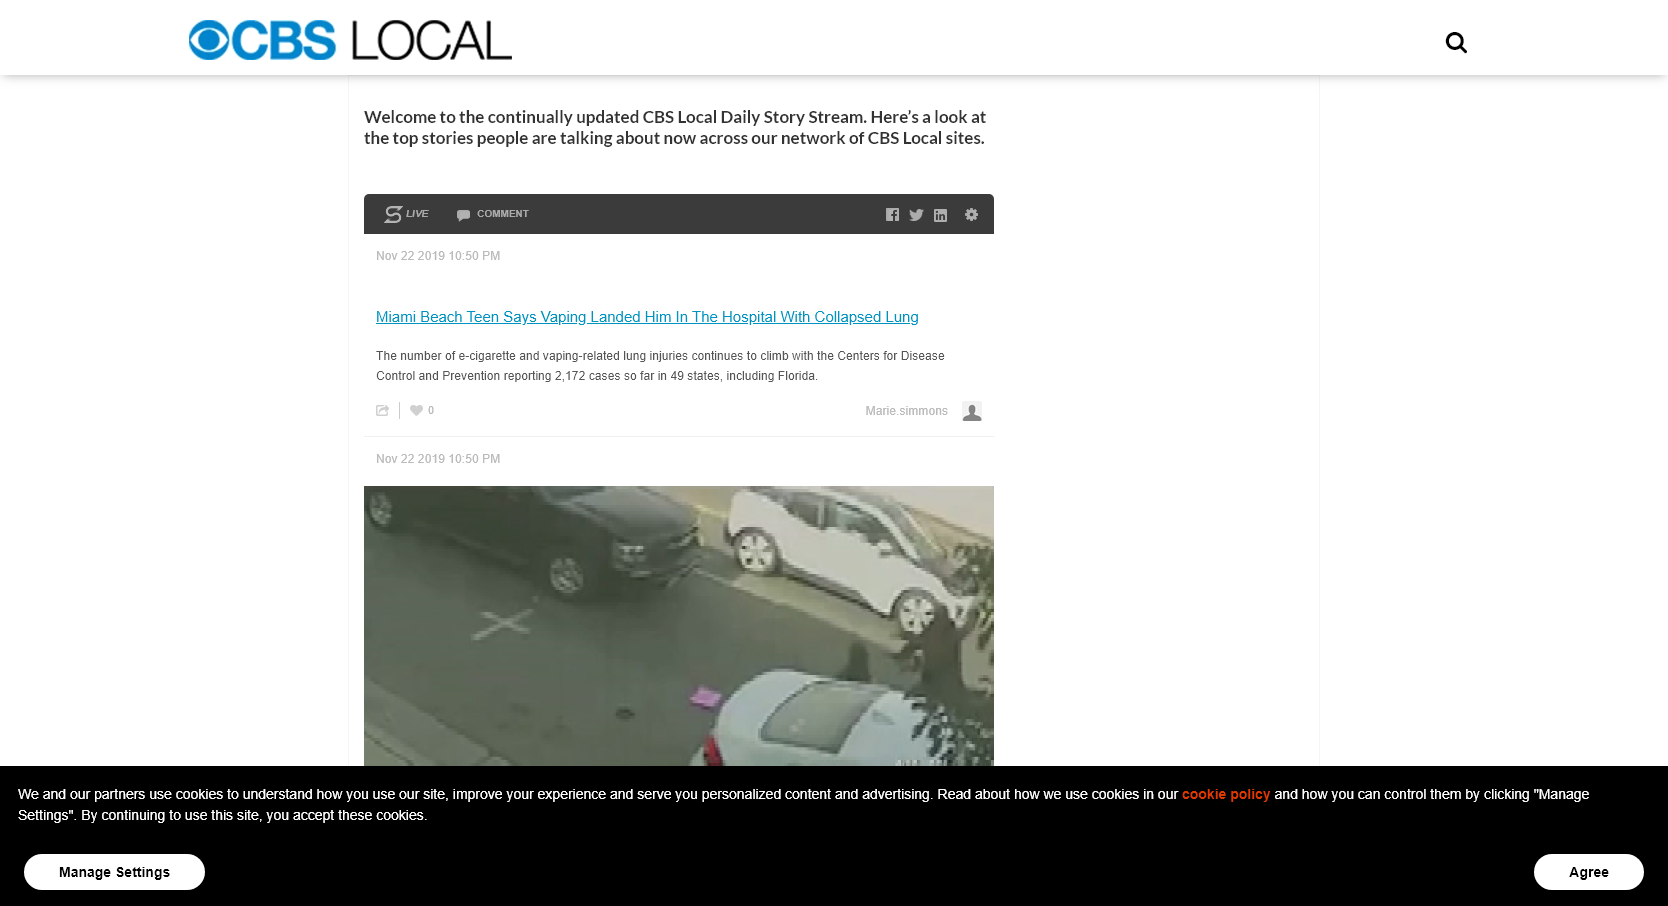 CBS LOCAL
Welcome to the continually updated CBS Local Daily Story Stream. Here's a look at
the top stories people are talking about now across our network of CBS Local sites.
LIVE COMMENT
Nov 22 2019 10:50 PM
Miami Beach Teen Says Vaping Landed Him In The Hospital With Collapsed Lung
The number of e-cigarette and vaping-related lung injuries continues to climb with the Centers for Disease
Control and Prevention reporting 2,172 cases so far in 49 states, including Florida.
0 Marie.simmons
Nov 22 2019 10:50 PM
We and our partners use cookies to understand how you use our site, improve your experience and serve you personalized content and advertising. Read about how we use cookies in our cookie policy and how you can control them by clicking "Manage
Settings". By continuing to use this site, you accept these cookies.
Manage Settings Agree